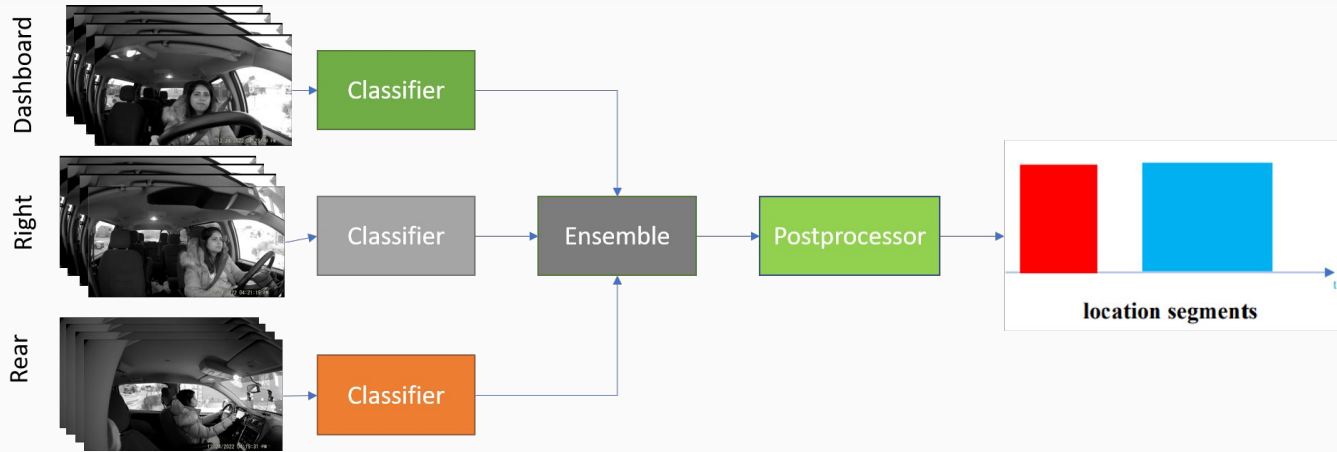 Dashboard
Classifier
Right
Classifier
Ensemble
Postprocessor
t
location segments
Rear
Classifier